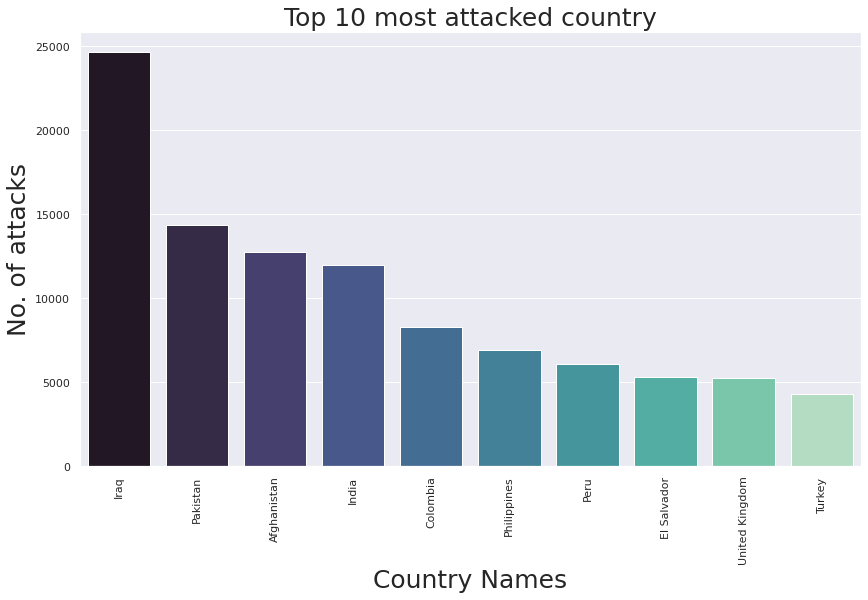 Top 10 most attacked country
No. of attacks
25000
20000
15000
10000
5000
0
Iraq
Pakistan
Afghanistan
India
Colombia
Philippines
Peru
El Salvador
United Kingdom
Turkey
Country Names